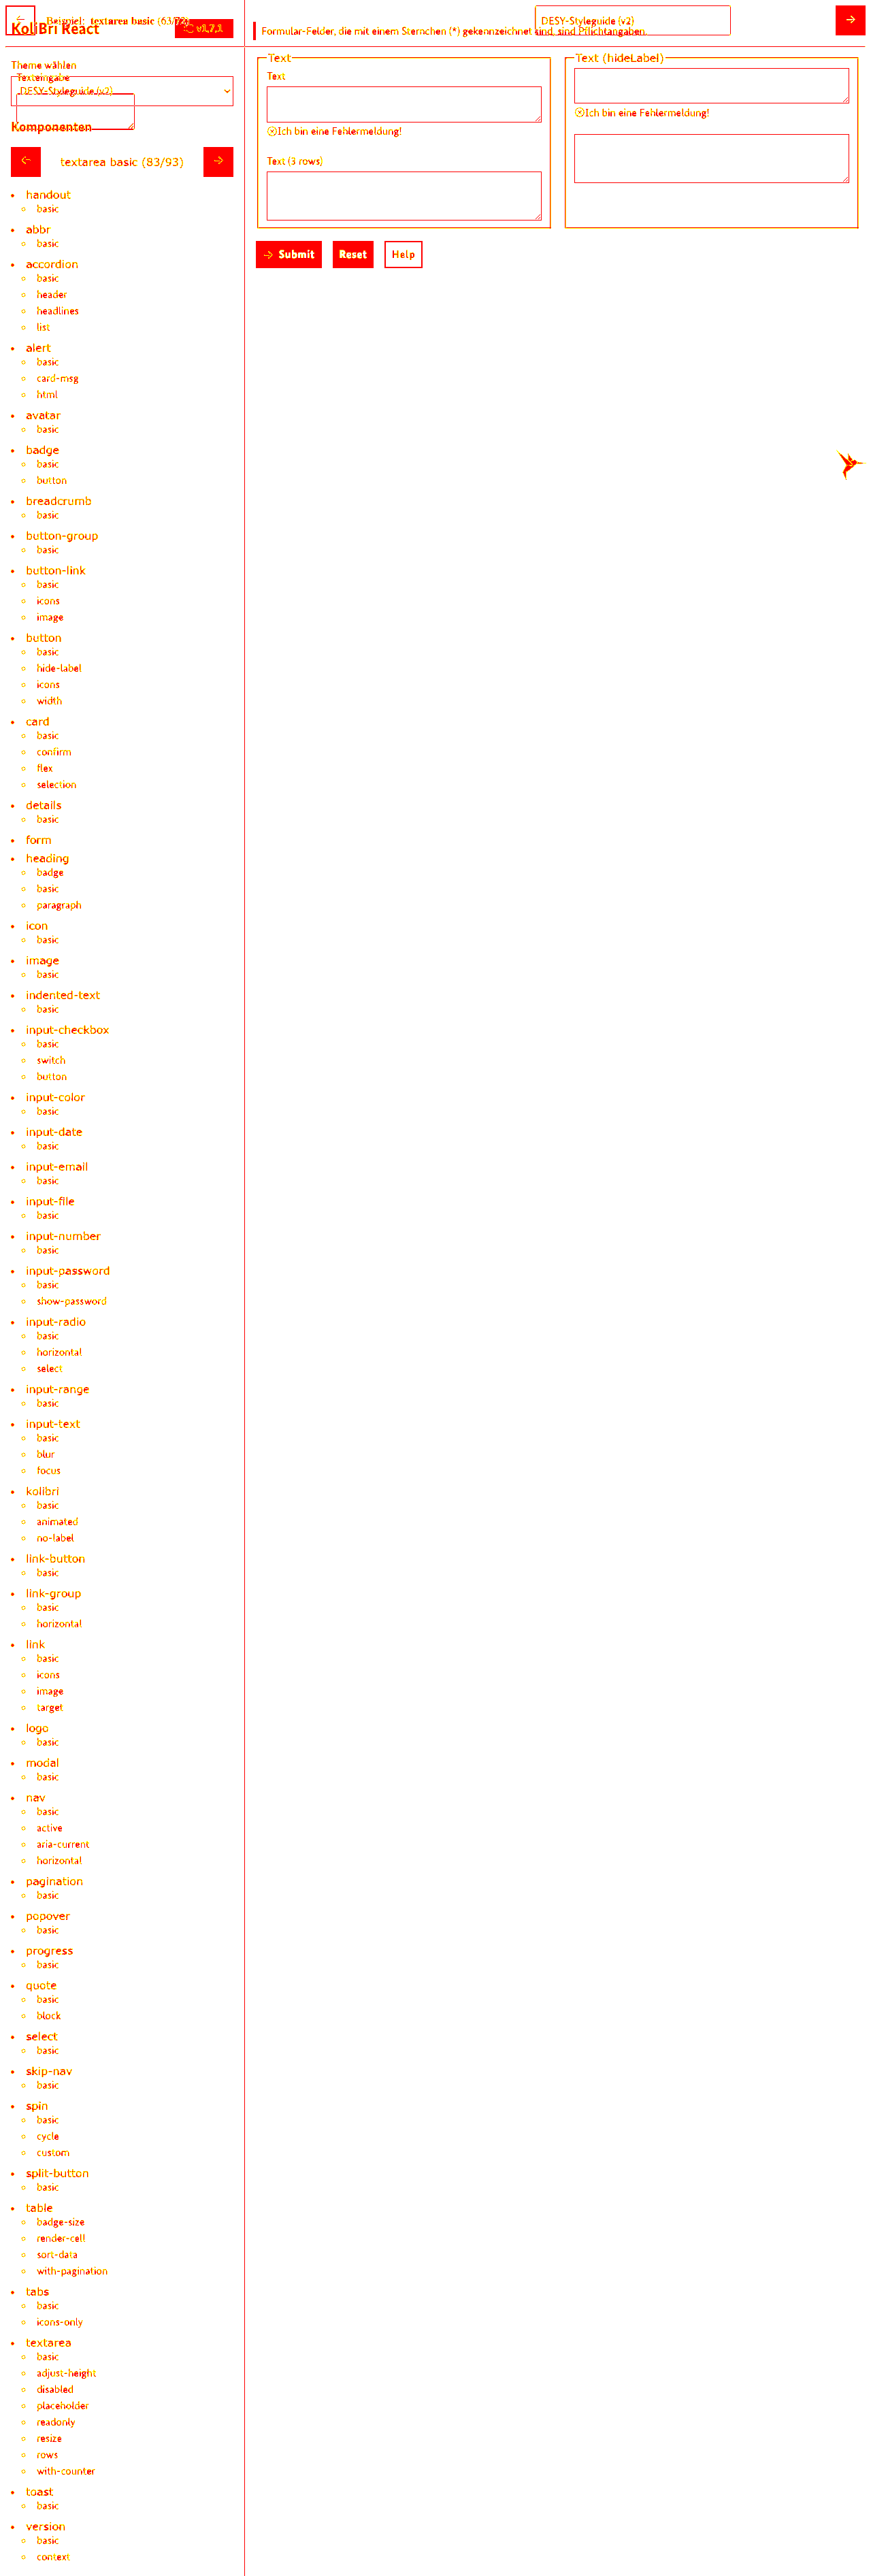 Beispiel: textarea basic (63/72)
DESY-Styleguide (v2)
KoliBri React
v1.7.1
Formular-Felder, die mit einem Sternchen (*) gekennzeichnet sind, sind Pflichtangaben.
Theme wählen
Texteingabe
DESY-Styleguide (v2)
Komponenten
textarea basic (83/93)
handout
basic
abbr
basic
accordion
basic
header
headlines
list
alert
basic
card-msg
html
avatar
basic
badge
basic
button
breadcrumb
basic
button-group
basic
button-link
basic
icons
image
button
basic
hide-label
icons
width
card
basic
confirm
flex
selection
details
basic
form
heading
badge
basic
paragraph
icon
basic
image
basic
indented-text
basic
input-checkbox
basic
switch
button
input-color
basic
input-date
basic
input-email
basic
input-file
basic
input-number
basic
input-password
basic
show-password
input-radio
basic
horizontal
select
input-range
basic
input-text
basic
blur
focus
kolibri
basic
animated
no-label
link-button
basic
link-group
basic
horizontal
link
basic
icons
image
target
logo
basic
modal
basic
nav
basic
active
aria-current
horizontal
pagination
basic
popover
basic
progress
basic
quote
basic
block
select
basic
skip-nav
basic
spin
basic
cycle
custom
split-button
basic
table
badge-size
render-cell
sort-data
with-pagination
tabs
basic
icons-only
textarea
basic
adjust-height
disabled
placeholder
readonly
resize
rows
with-counter
toast
basic
version
basic
context
Text
Text
Ich bin eine Fehlermeldung!
Text (3 rows)
Text (hideLabel)
Ich bin eine Fehlermeldung!
Submit
Reset
Help